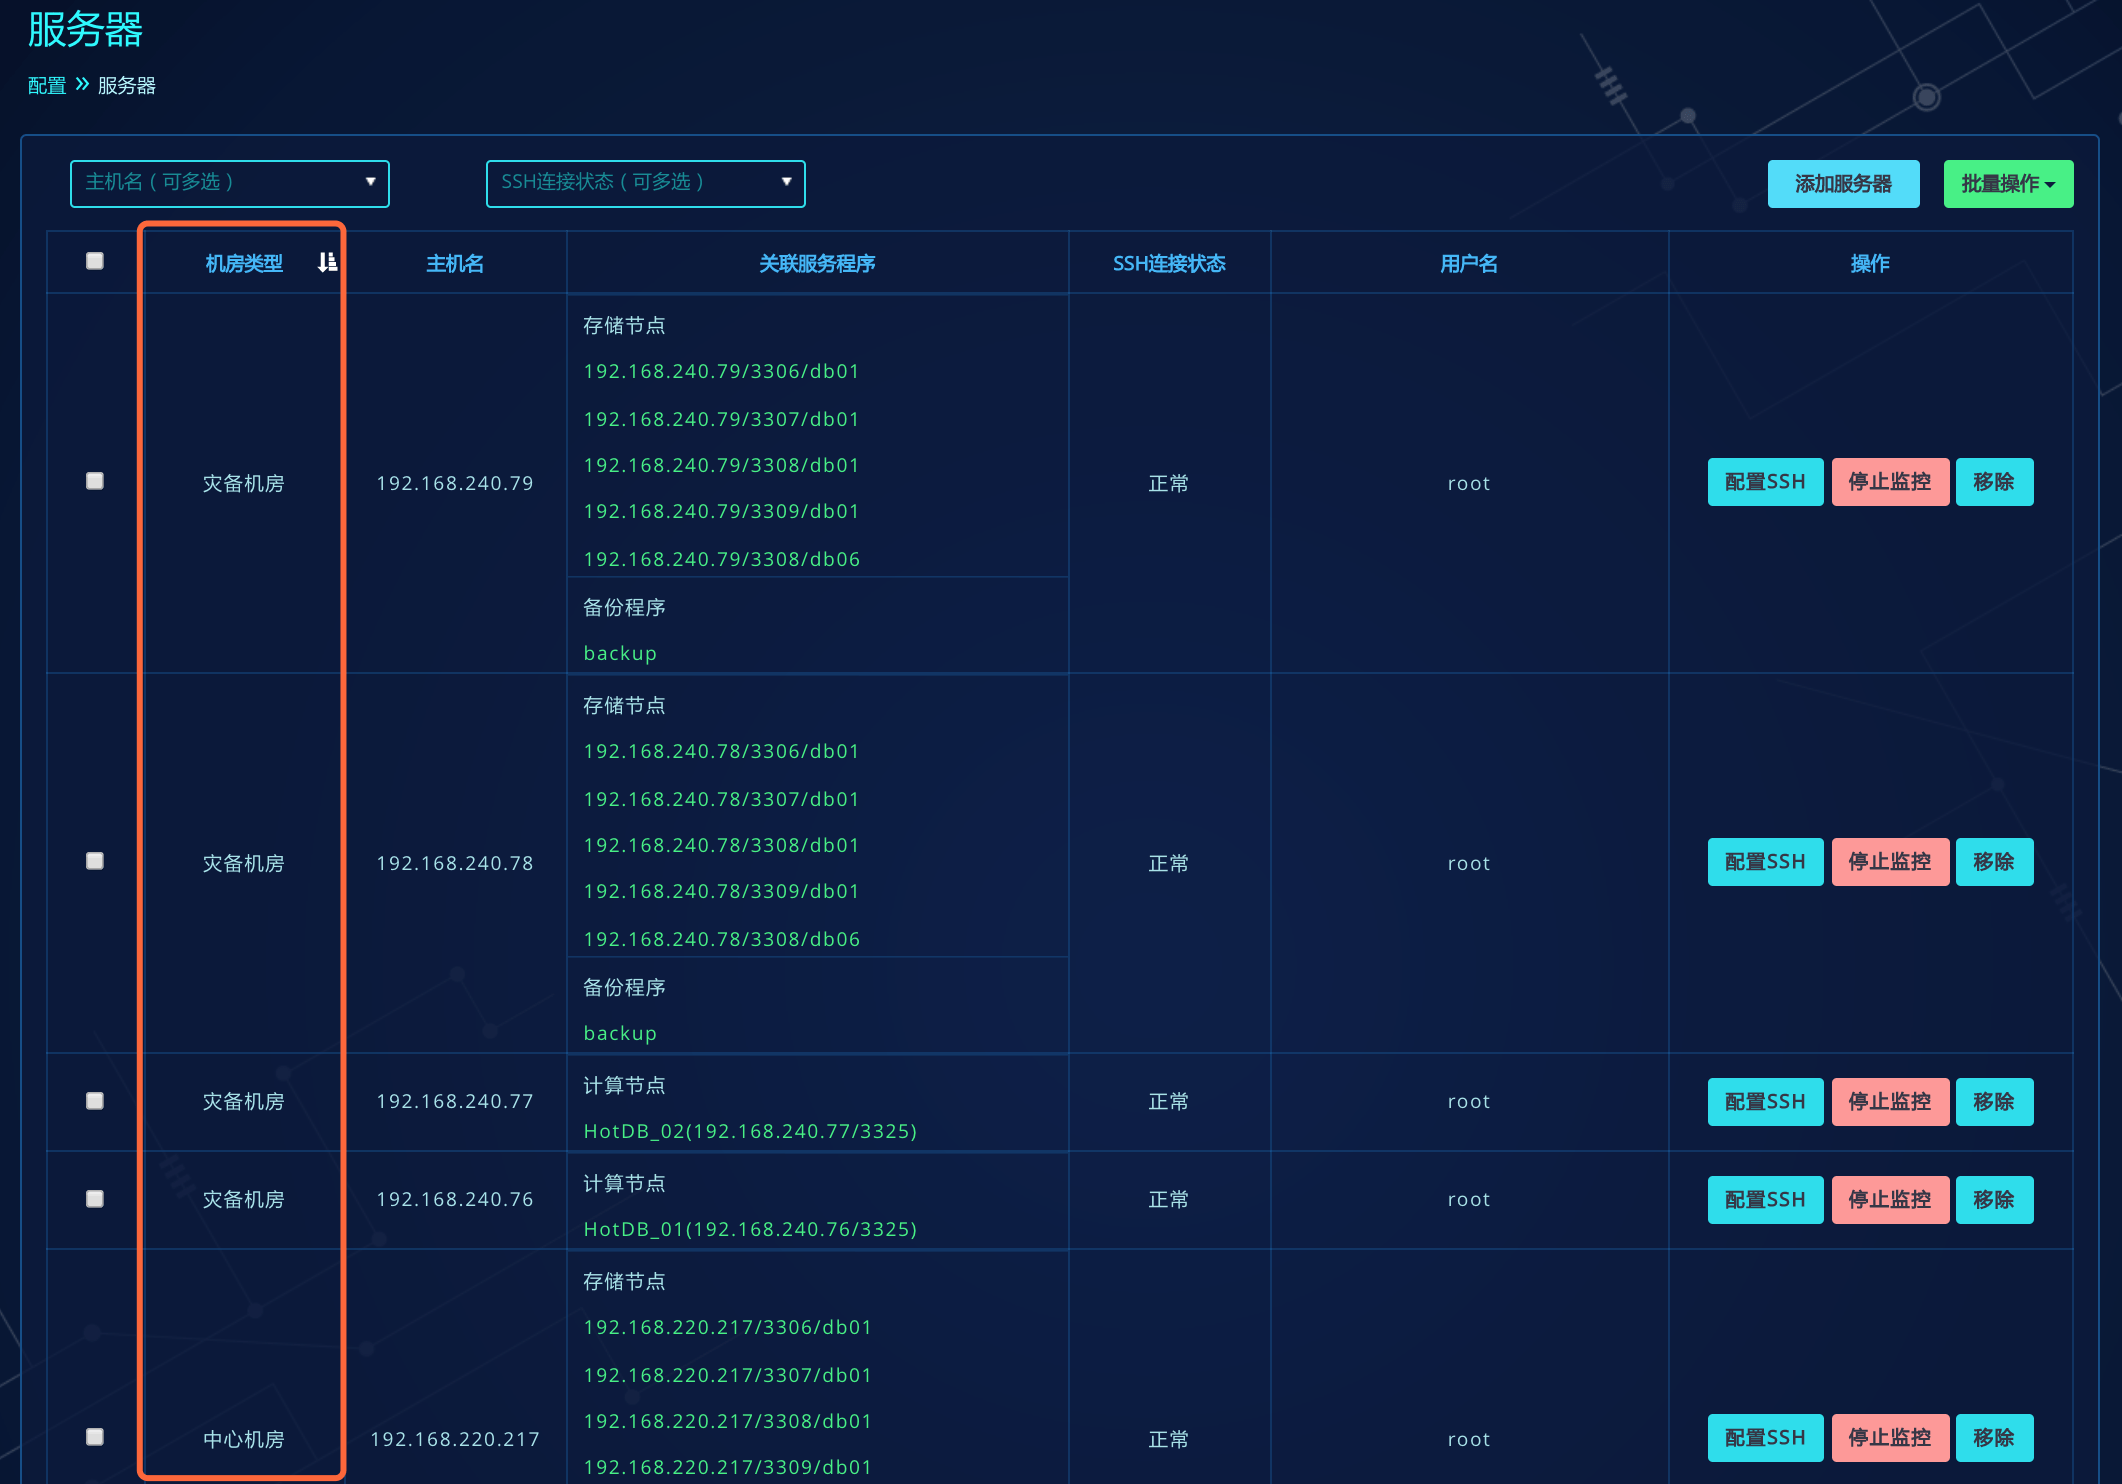 服务器
配置 » 服务器
主机名（可多选）
SSH连接状态（可多选）
添加服务器
批量操作
机房类型 主机名 关联服务程序 SSH连接状态 用户名 操作
存储节点
192.168.240.79/3306/db01
192.168.240.79/3307/db01
192.168.240.79/3308/db01
灾备机房 192.168.240.79 正常 root 配置SSH 停止监控 移除
192.168.240.79/3309/db01
192.168.240.79/3308/db06
备份程序
backup
存储节点
192.168.240.78/3306/db01
192.168.240.78/3307/db01
192.168.240.78/3308/db01
灾备机房 192.168.240.78 正常 root 配置SSH 停止监控 移除
192.168.240.78/3309/db01
192.168.240.78/3308/db06
备份程序
backup
计算节点
灾备机房 192.168.240.77 正常 root 配置SSH 停止监控 移除
HotDB_02(192.168.240.77/3325)
计算节点
灾备机房 192.168.240.76 正常 root 配置SSH 停止监控 移除
HotDB_01(192.168.240.76/3325)
存储节点
192.168.220.217/3306/db01
192.168.220.217/3307/db01
192.168.220.217/3308/db01
中心机房 192.168.220.217 正常 root 配置SSH 停止监控 移除
192.168.220.217/3309/db01